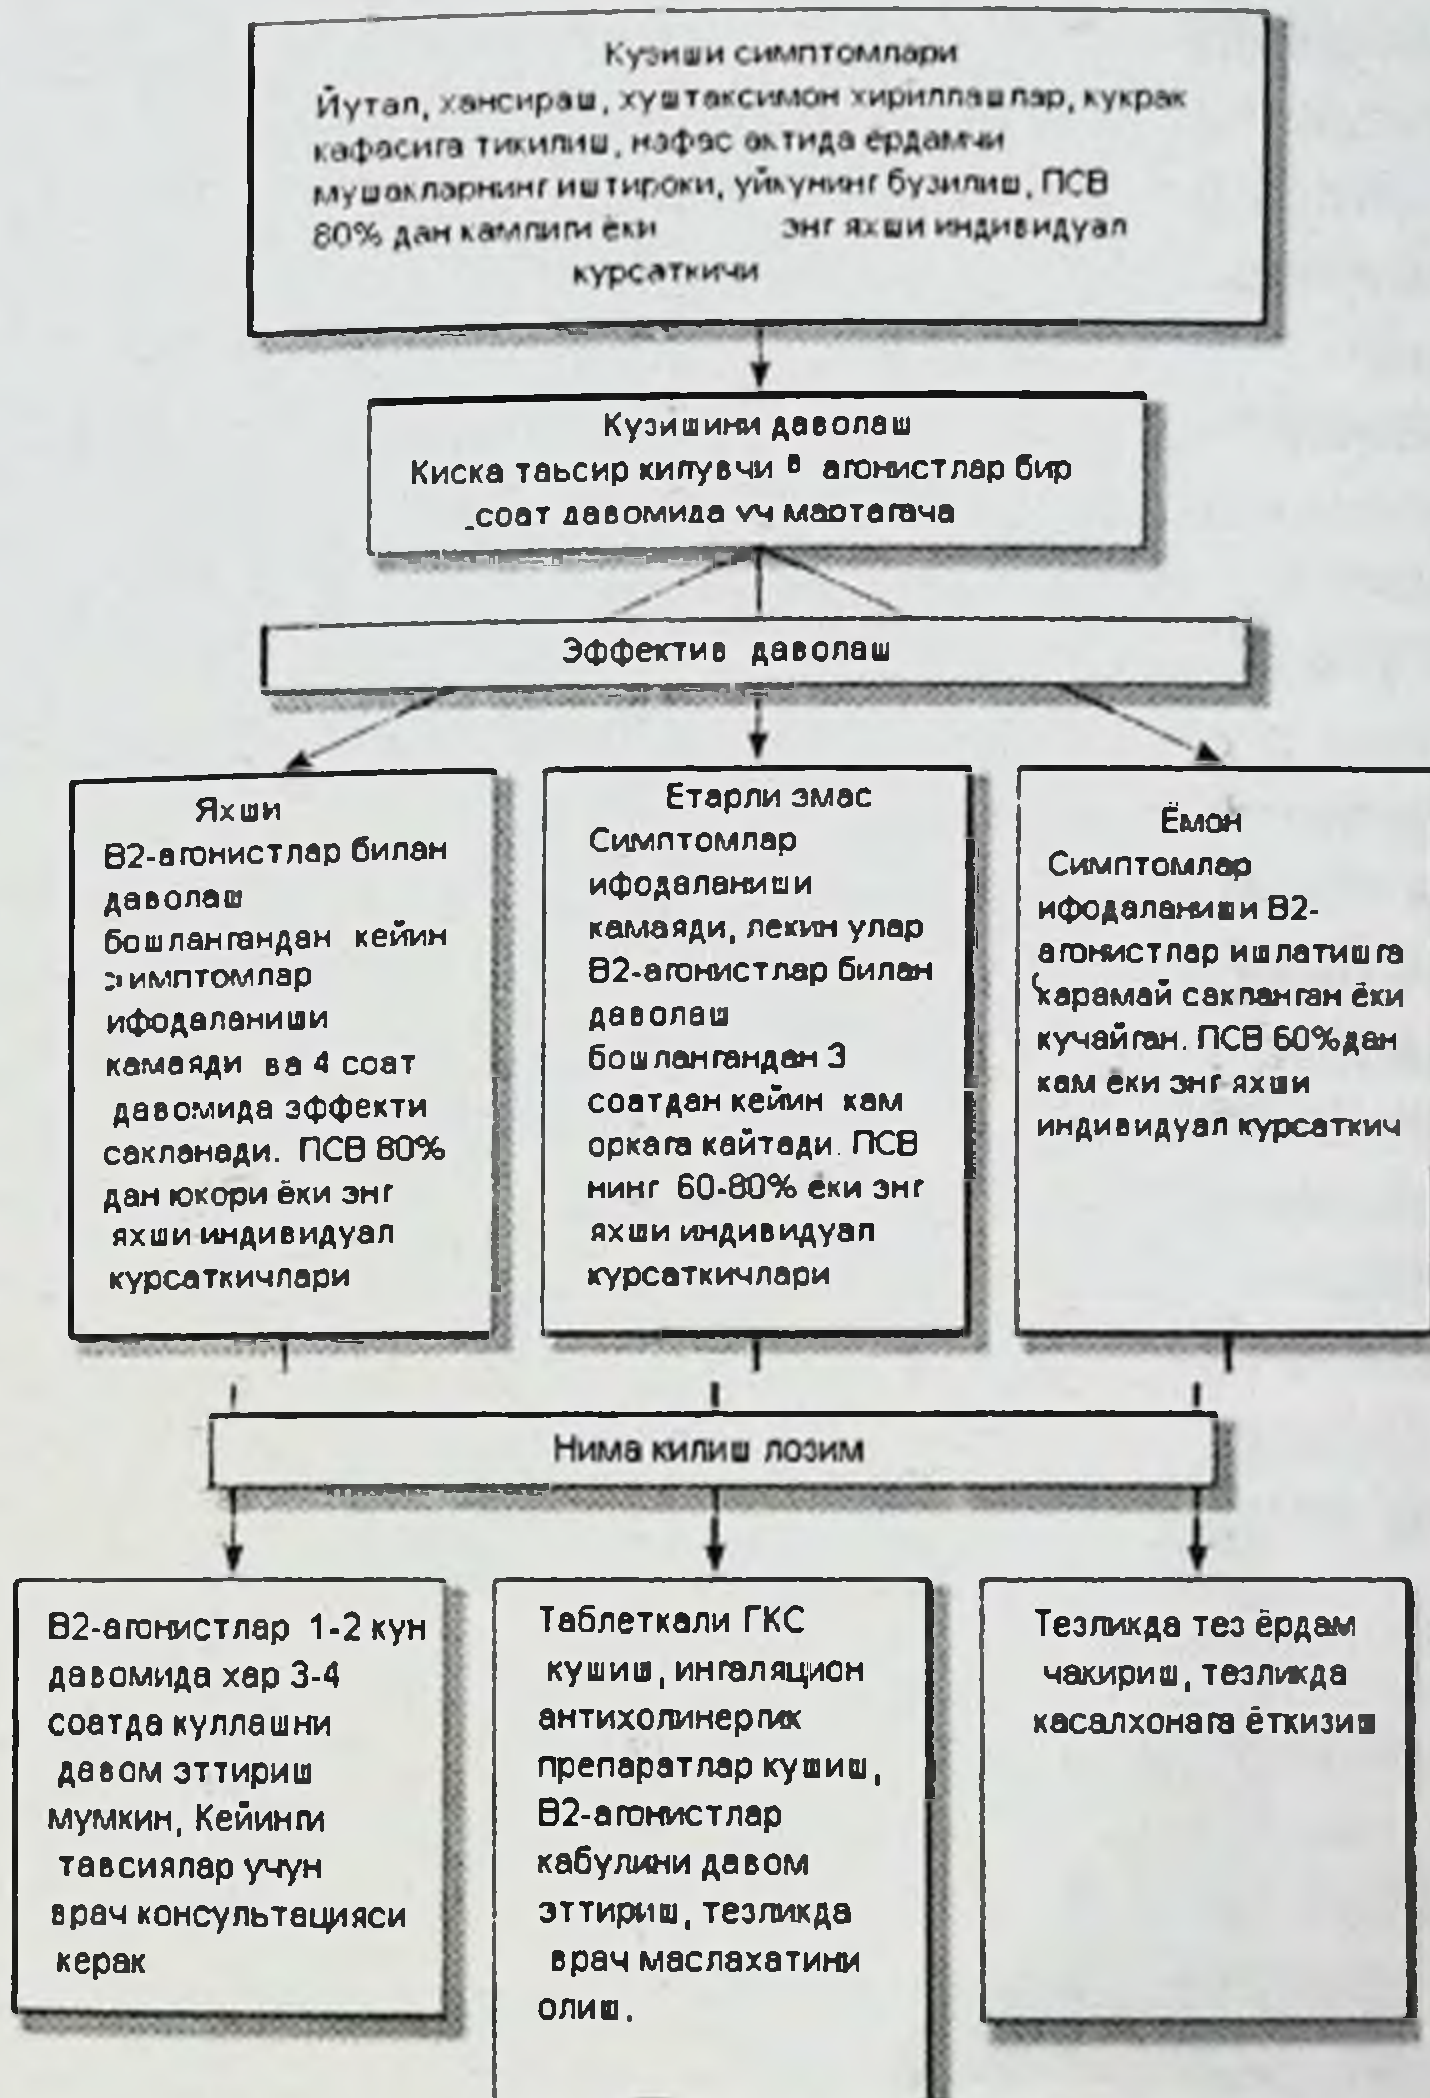 Кузиши симптомлари
Йутал, хансираш, хуштаксимон хириллашлар, кукрак
кафасига тикилиш, нафас актида ёрдамчи
мушакларнинг иштироки, уйкунинг бузилиш, ПСВ
80% дан камлиги ёки энг яхши индивидуал
курсаткичи
Кузишини даволаш
Киска таьсир килувчи в агонистлар бир
соат давомида уч мартагача
Эффектив даволаш
Яхши
В2-агонистлар билан
даволаш
бошлангандан кейин
симптомлар
ифодаланиши
камаяди ва 4 соат
давомида эффекти
сакланади. ПСВ 80%
дан юкори ёки энг
яхши индивидуал
курсаткичлари
Етарли эмас
Симптомлар
ифодаланиши
камаяди, лекин улар
В2-агонистлар билан
даволаш
бошлангандан 3
соатдан кейин кам
оркага кайтади. ПСВ
нинг 60-80% ёки энг
яхши индивидуал
курсаткичлари
Ёмон
Симптомлар
ифодаланиши В2-
агонистлар ишлатишга
карамай сакланган ёки
кучайган. ПСВ 60%дан
кам ёки энг яхши
индивидуал курсаткич
Нима килиш лозим
В2-агонистлар 1-2 кун
давомида хар 3-4
соатда куллашни
давом эттириш
мумкин, Кейинги
тавсиялар учун
врач консультацияси
керак
Таблеткали ГКС
кушиш, ингаляцион
антихолинергик
препаратлар кушиш,
В2-агонистлар
кабулини давом
эттириш, тезликда
врач маслахатини
олиш.
Тезликда тез ёрдам
чакириш, тезликда
касалхонага ёткизиш